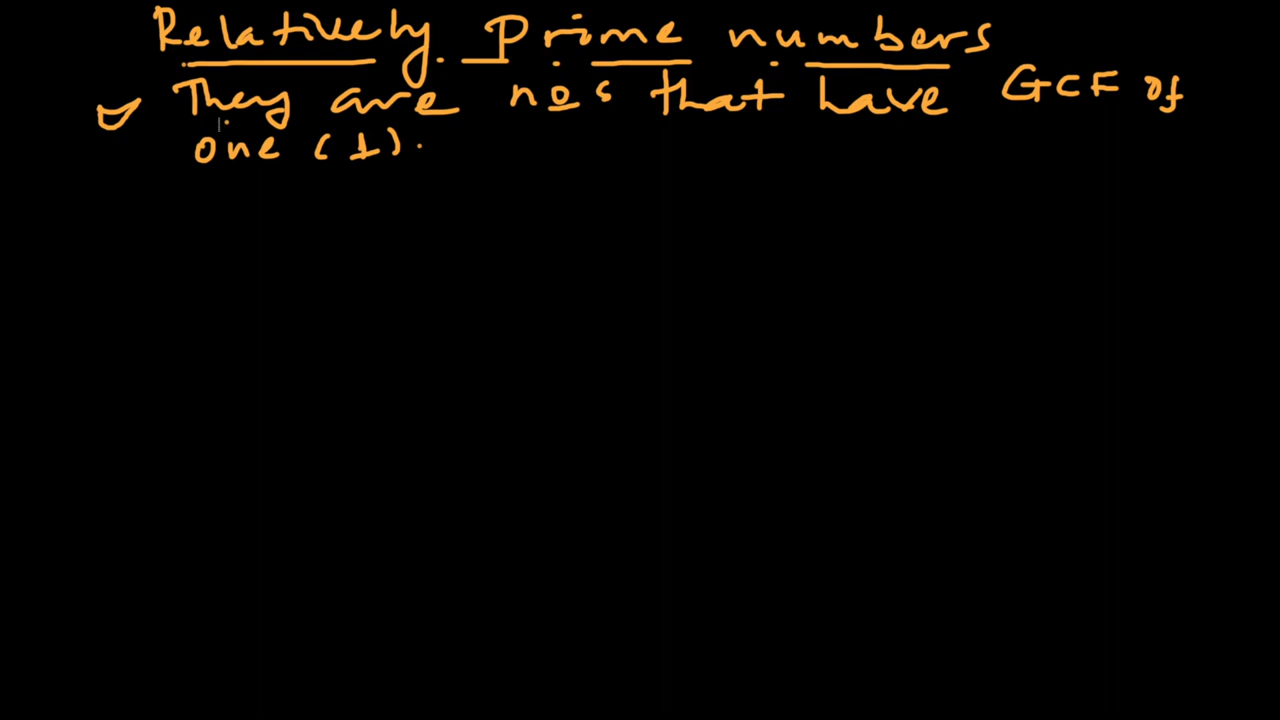 Relatively Prime numbers
They are nos that have GCF of
one (1).